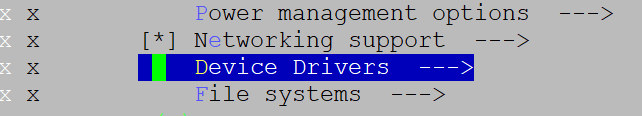 x x Power management options --->
x x [*] Networking support --->
x x Device Drivers --->
x x File systems --->